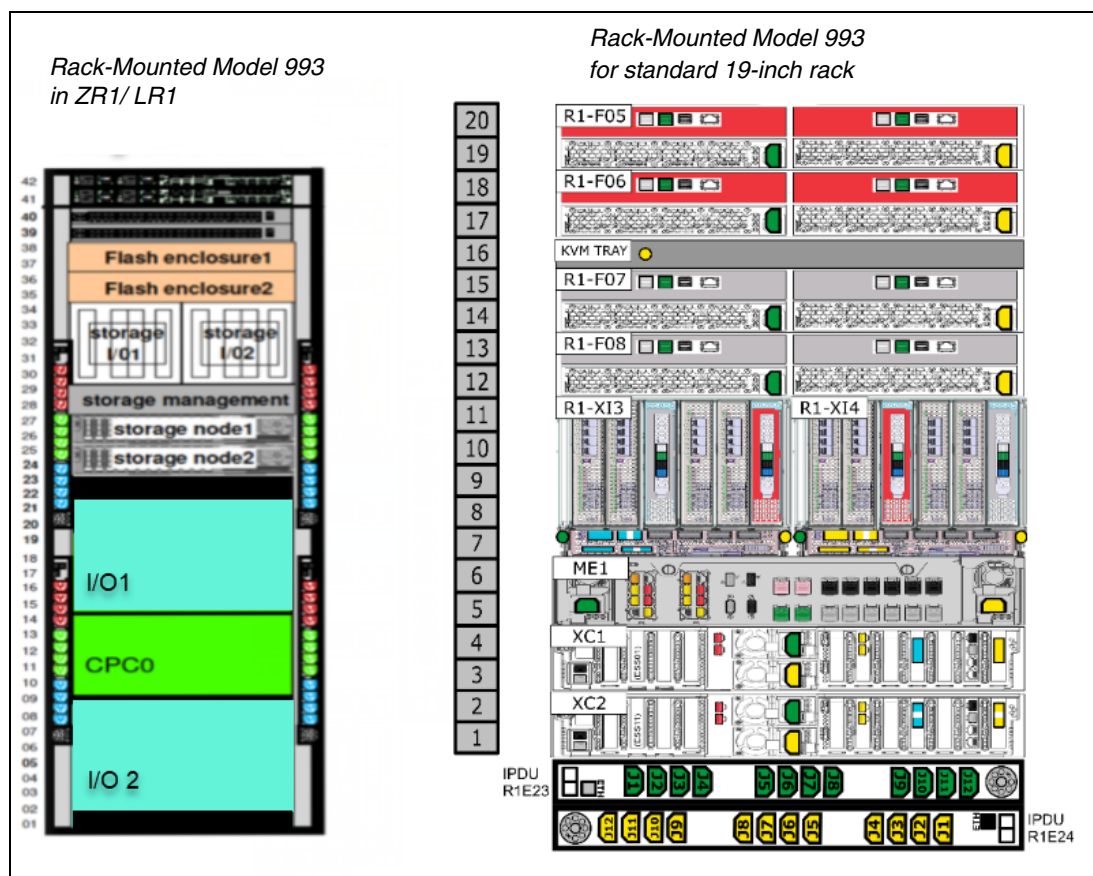 Rack-Mounted Model 993
in ZR1/ LR1
Rack-Mounted Model 993
for standard 19-inch rack
42
41
40
39
38
37
36
35
34
33
32
31
30
29
28
27
26
25
24
23
22
21
20
19
18
17
16
15
14
13
12
11
10
09
08
07
06
05
04
03
02
01
Flash enclosure1
Flash enclosure2
storage
I/01
storage
I/02
storage management
storage node1
storage node2
I/O1
CPC0
I/O 2
20
19
18
17
16
15
14
13
12
11
10
9
8
7
6
5
4
3
2
1
R1-F05
R1-F06
KVM TRAY
R1-F07
R1-F08
R1-XI3
R1-XI4
ME1
XC1
(CSS01)
XC2
(CSS11)
IPDU
R1E23
ETH
J1
J2
J3
J4
J5
J6
J7
J8
J9
J10
J11
J12
J12
J11
J10
J9
J8
J7
J6
J5
J4
J3
J2
J1
ETH
IPDU
R1E24